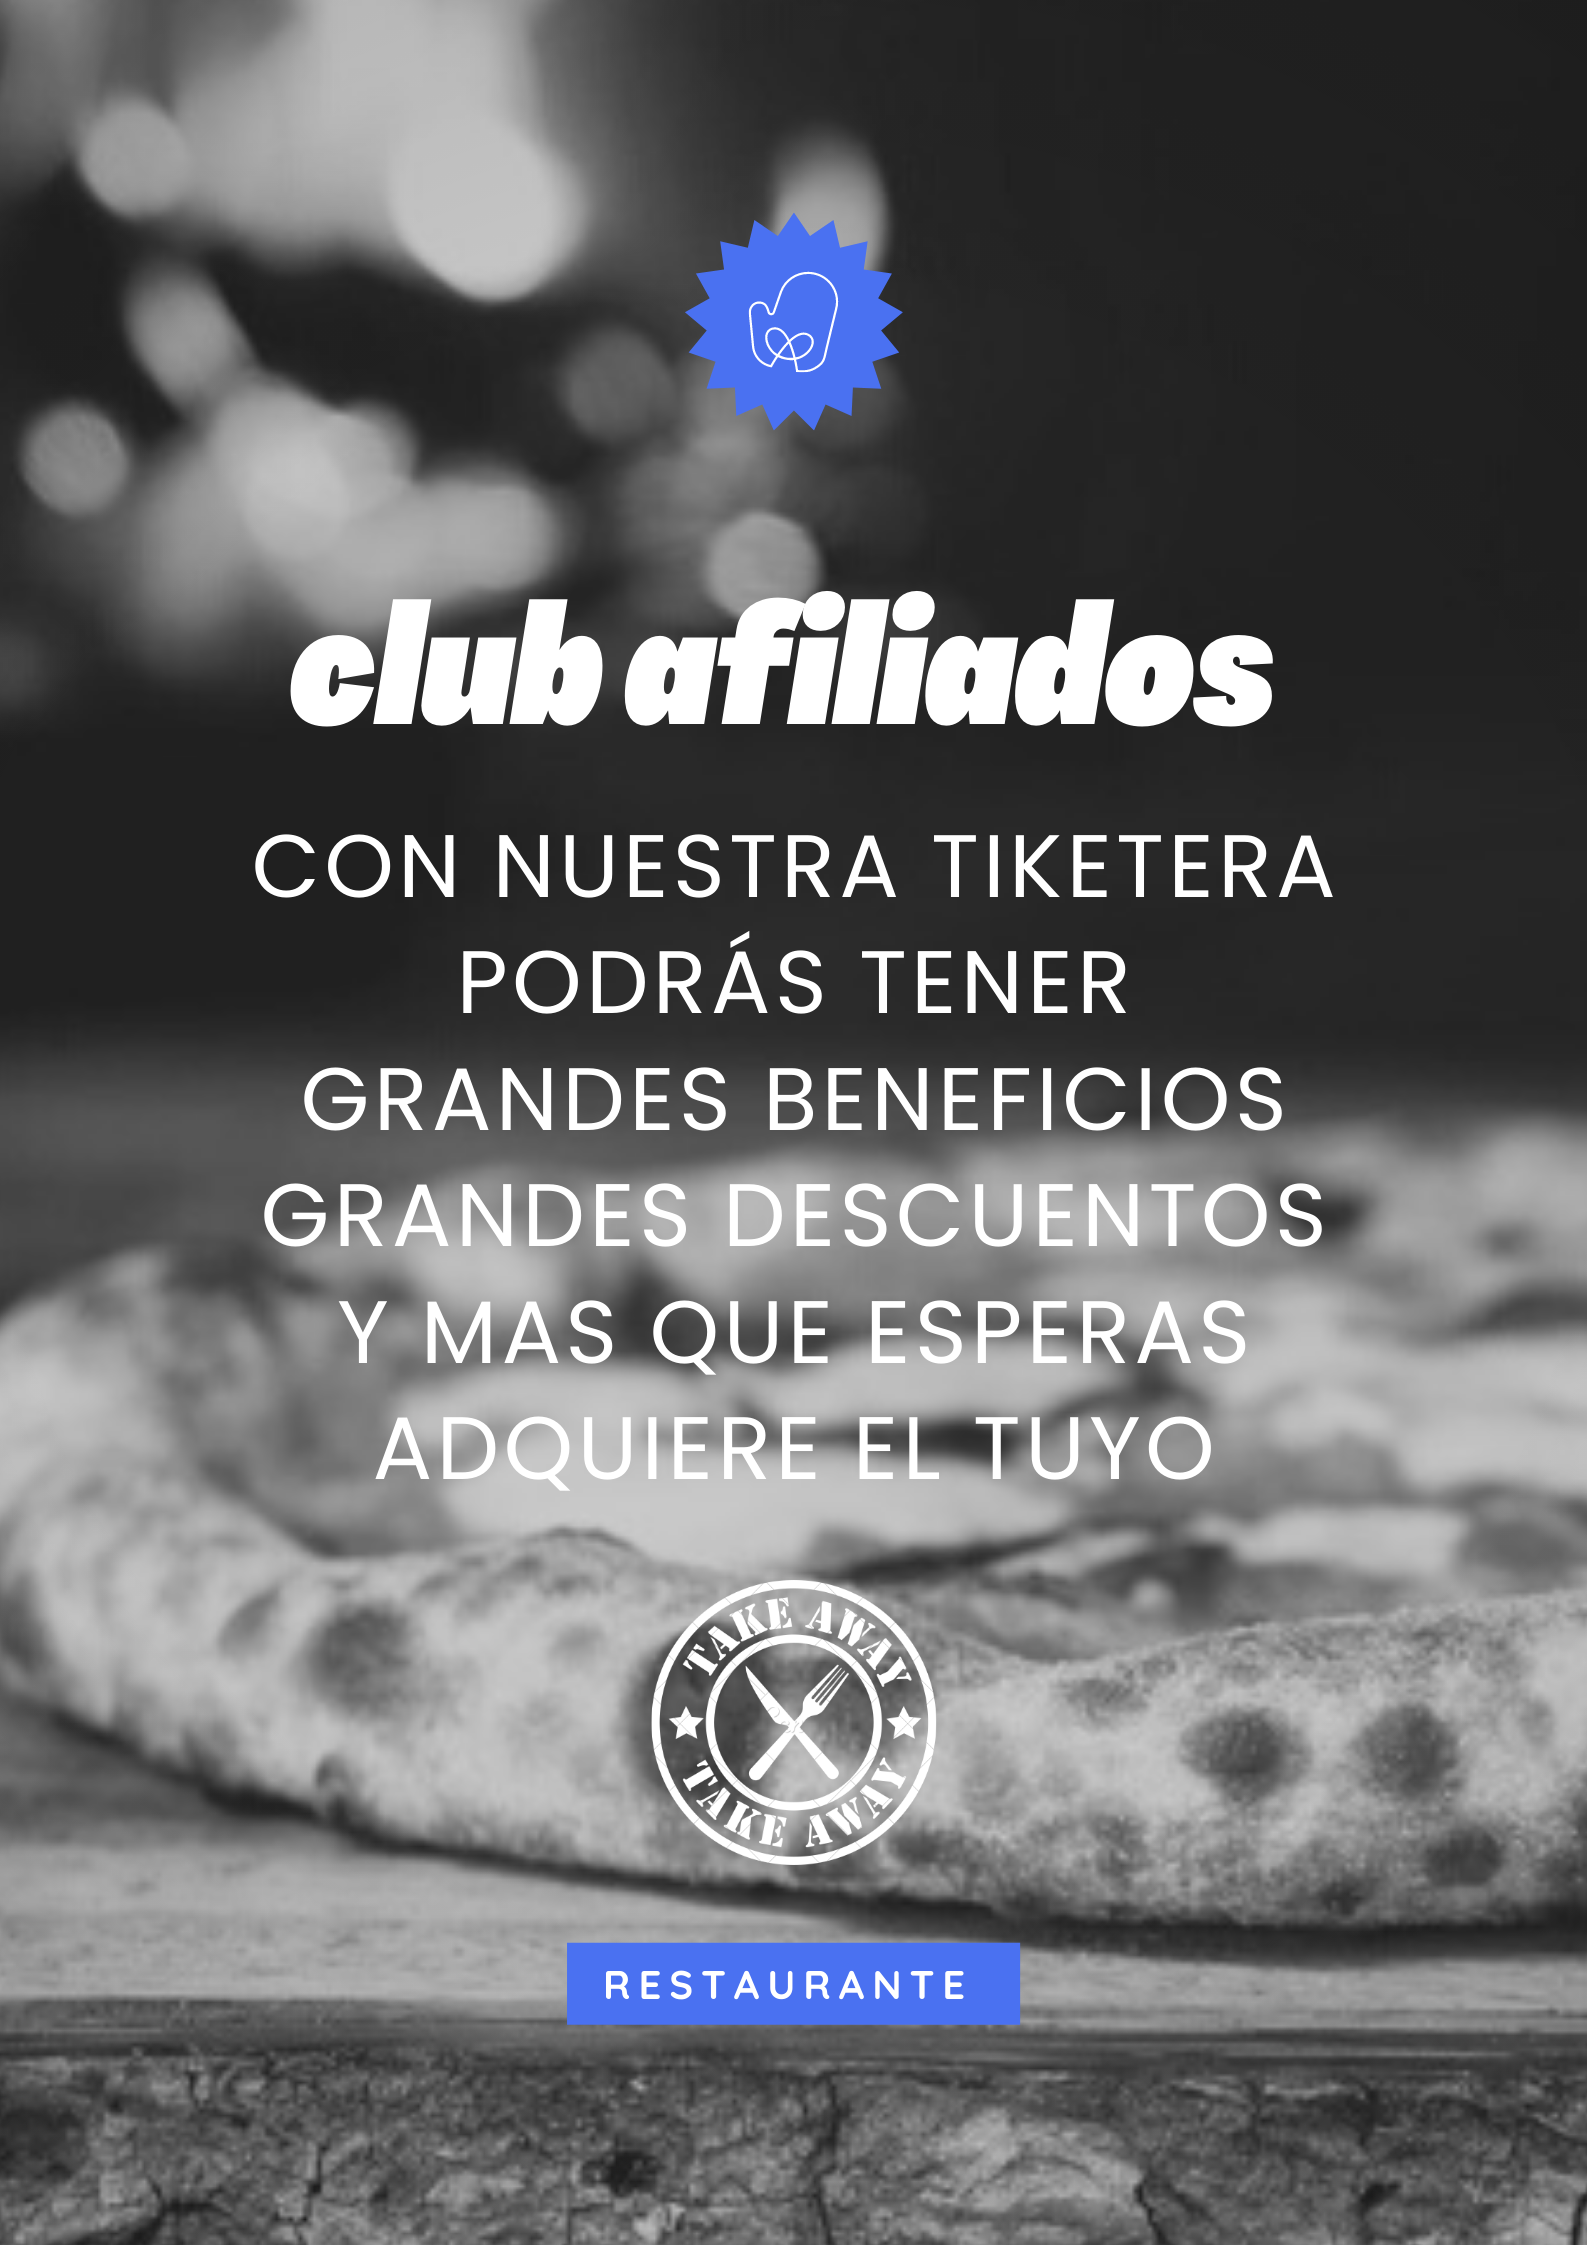 club afiliados
CON NUESTRA TIKETERA
PODRÁS TENER
GRANDES BENEFICIOS
GRANDES DESCUENTOS
Y MAS QUE ESPERAS
ADQUIERE EL TUYO
TAKE AWAY
TAKE AWAY
RESTAURANTE